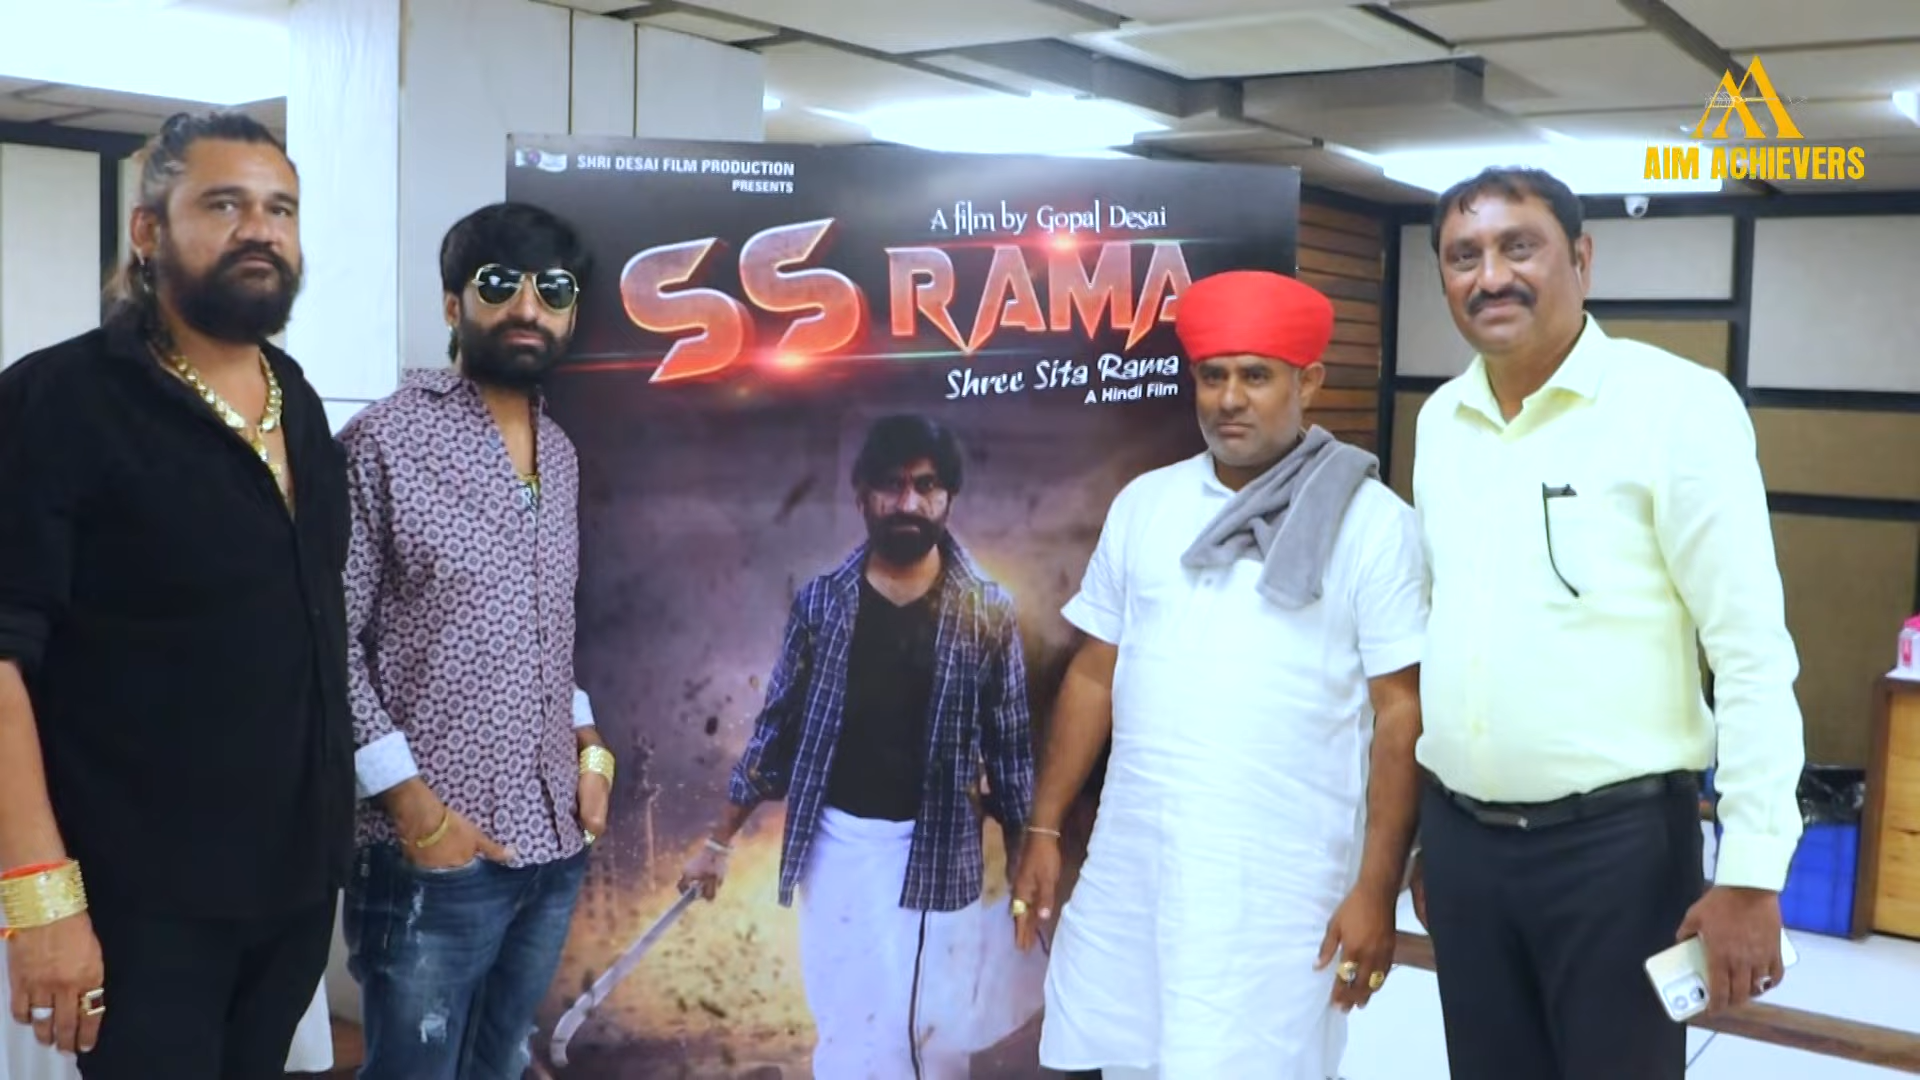 SHRI DESAI FILM PRODUCTION
PRESENTS
A film by Gopal Desai
SS RAMA
Shree Sita Rama
A Hindi Film
AIM ACHIEVERS